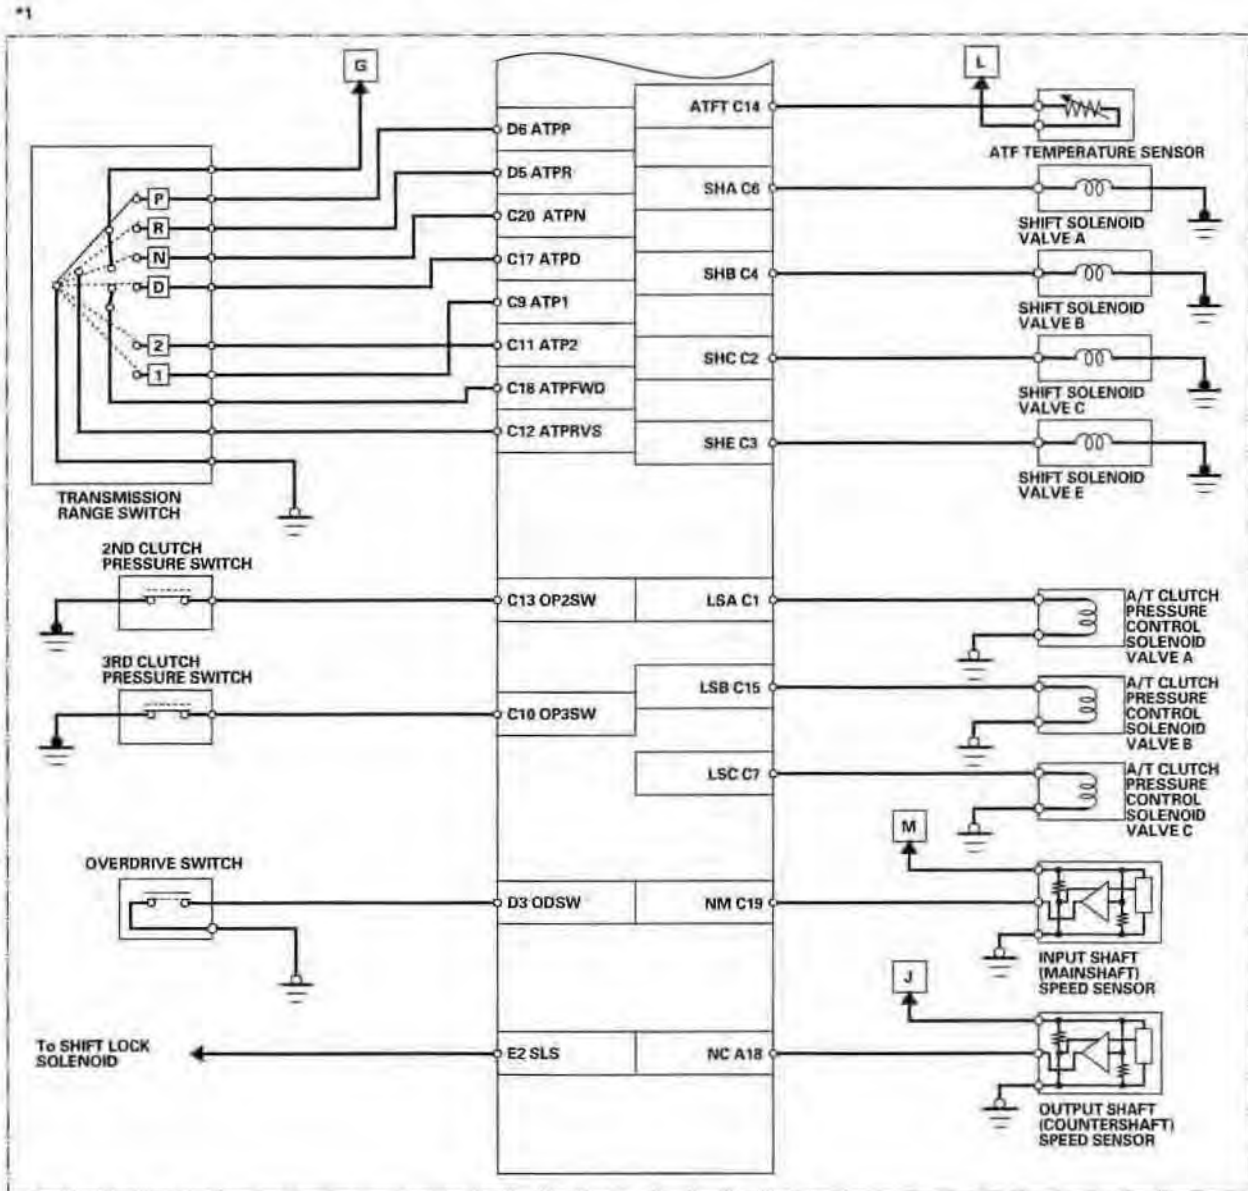 *1
G
L
D6 ATPP
ATFT C14
ATF TEMPERATURE SENSOR
D5 ATPR
SHA C6
P
R
C20 ATPN
SHIFT SOLENOID
VALVE A
N
C17 ATPD
SHB C4
D
C9 ATP1
SHIFT SOLENOID
VALVE B
2
C11 ATP2
SHC C2
1
C18 ATPFWD
SHIFT SOLENOID
VALVE C
C12 ATPRVS
SHE C3
TRANSMISSION
RANGE SWITCH
SHIFT SOLENOID
VALVE E
2ND CLUTCH
PRESSURE SWITCH
C13 OP2SW
LSA C1
A/T CLUTCH
PRESSURE
CONTROL
SOLENOID
VALVE A
3RD CLUTCH
PRESSURE SWITCH
LSB C15
A/T CLUTCH
PRESSURE
CONTROL
SOLENOID
VALVE B
C10 OP3SW
LSC C7
A/T CLUTCH
PRESSURE
CONTROL
SOLENOID
VALVE C
M
OVERDRIVE SWITCH
D3 ODSW
NM C19
INPUT SHAFT
(MAINSHAFT)
SPEED SENSOR
J
To SHIFT LOCK
SOLENOID
E2 SLS
NC A18
OUTPUT SHAFT
(COUNTERSHAFT)
SPEED SENSOR